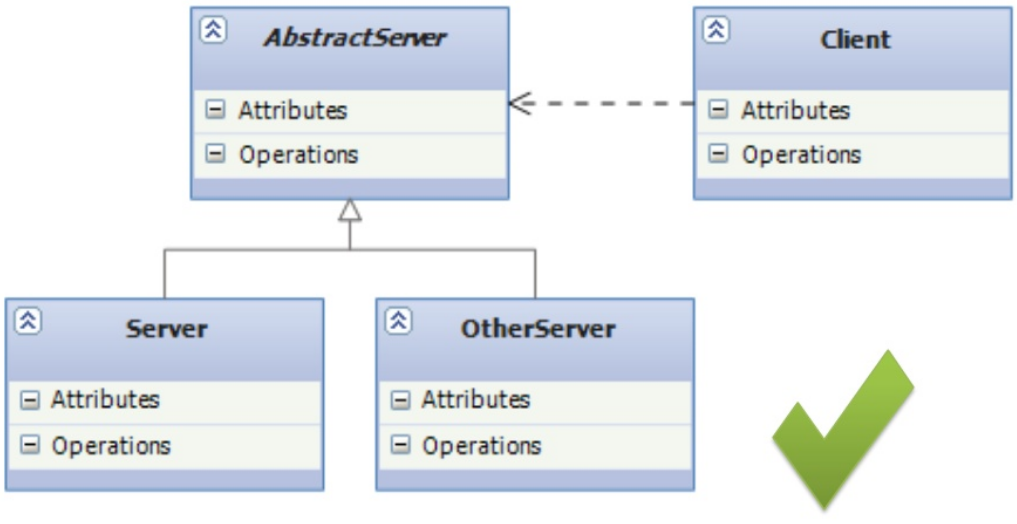 AbstractServer
Attributes
Operations
Client
Attributes
Operations
Server
Attributes
Operations
OtherServer
Attributes
Operations